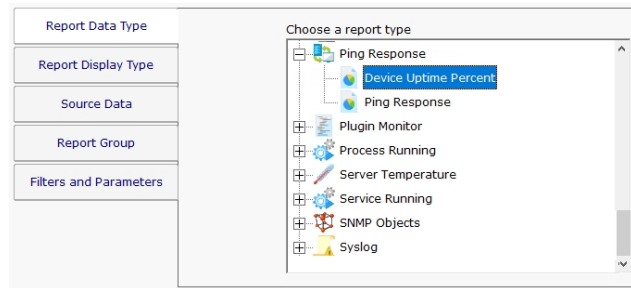 Report Data Type
Report Display Type
Source Data
Report Group
Filters and Parameters
Choose a report type
Ping Response
Device Uptime Percent
Ping Response
Plugin Monitor
Process Running
Server Temperature
Service Running
SNMP Objects
Syslog